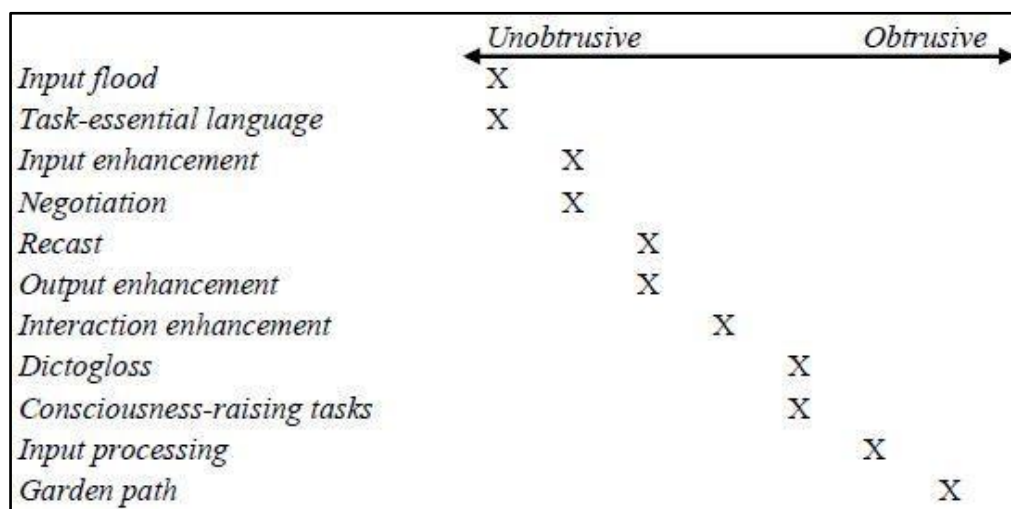 Unobtrusive Obtrusive
Input flood X
Task-essential language X
Input enhancement X
Negotiation X
Recast X
Output enhancement X
Interaction enhancement X
Dictogloss X
Consciousness-raising tasks X
Input processing X
Garden path X